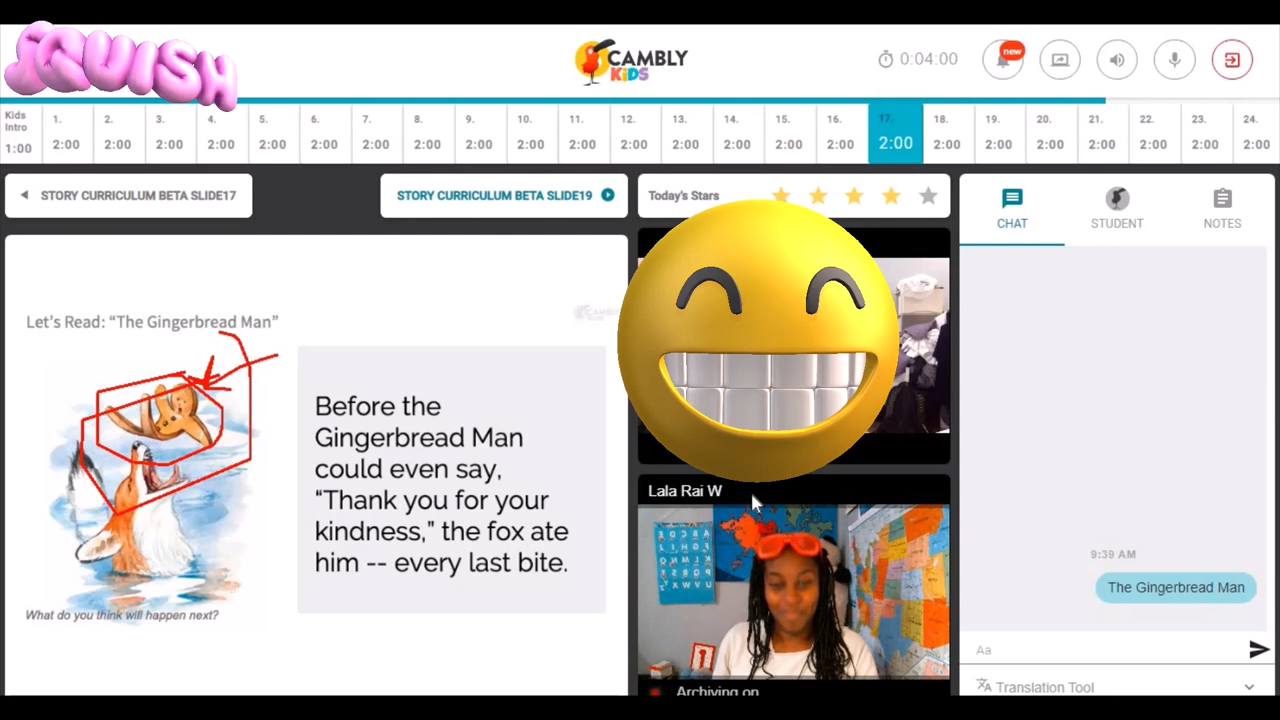 SQUISH
CAMBLY
KiDS
0:04:00
new
Kids
Intro
1:00
1.
2:00
2.
2:00
3.
2:00
4.
2:00
5.
2:00
6.
2:00
7.
2:00
8.
2:00
9.
2:00
10.
2:00
11.
2:00
12.
2:00
13.
2:00
14.
2:00
15.
2:00
16.
2:00
17.
2:00
18.
2:00
19.
2:00
20.
2:00
21.
2:00
22.
2:00
23.
2:00
24.
2:00
STORY CURRICULUM BETA SLIDE17
STORY CURRICULUM BETA SLIDE19
Today's Stars
CHAT
STUDENT
NOTES
Let's Read: “The Gingerbread Man”
CAMBLY
KIDS
Before the
Gingerbread Man
could even say,
“Thank you for your
kindness,” the fox ate
him -- every last bite.
What do you think will happen next?
Lala Rai W
Archiving on
9:39 AM
The Gingerbread Man
Aa
Translation Tool